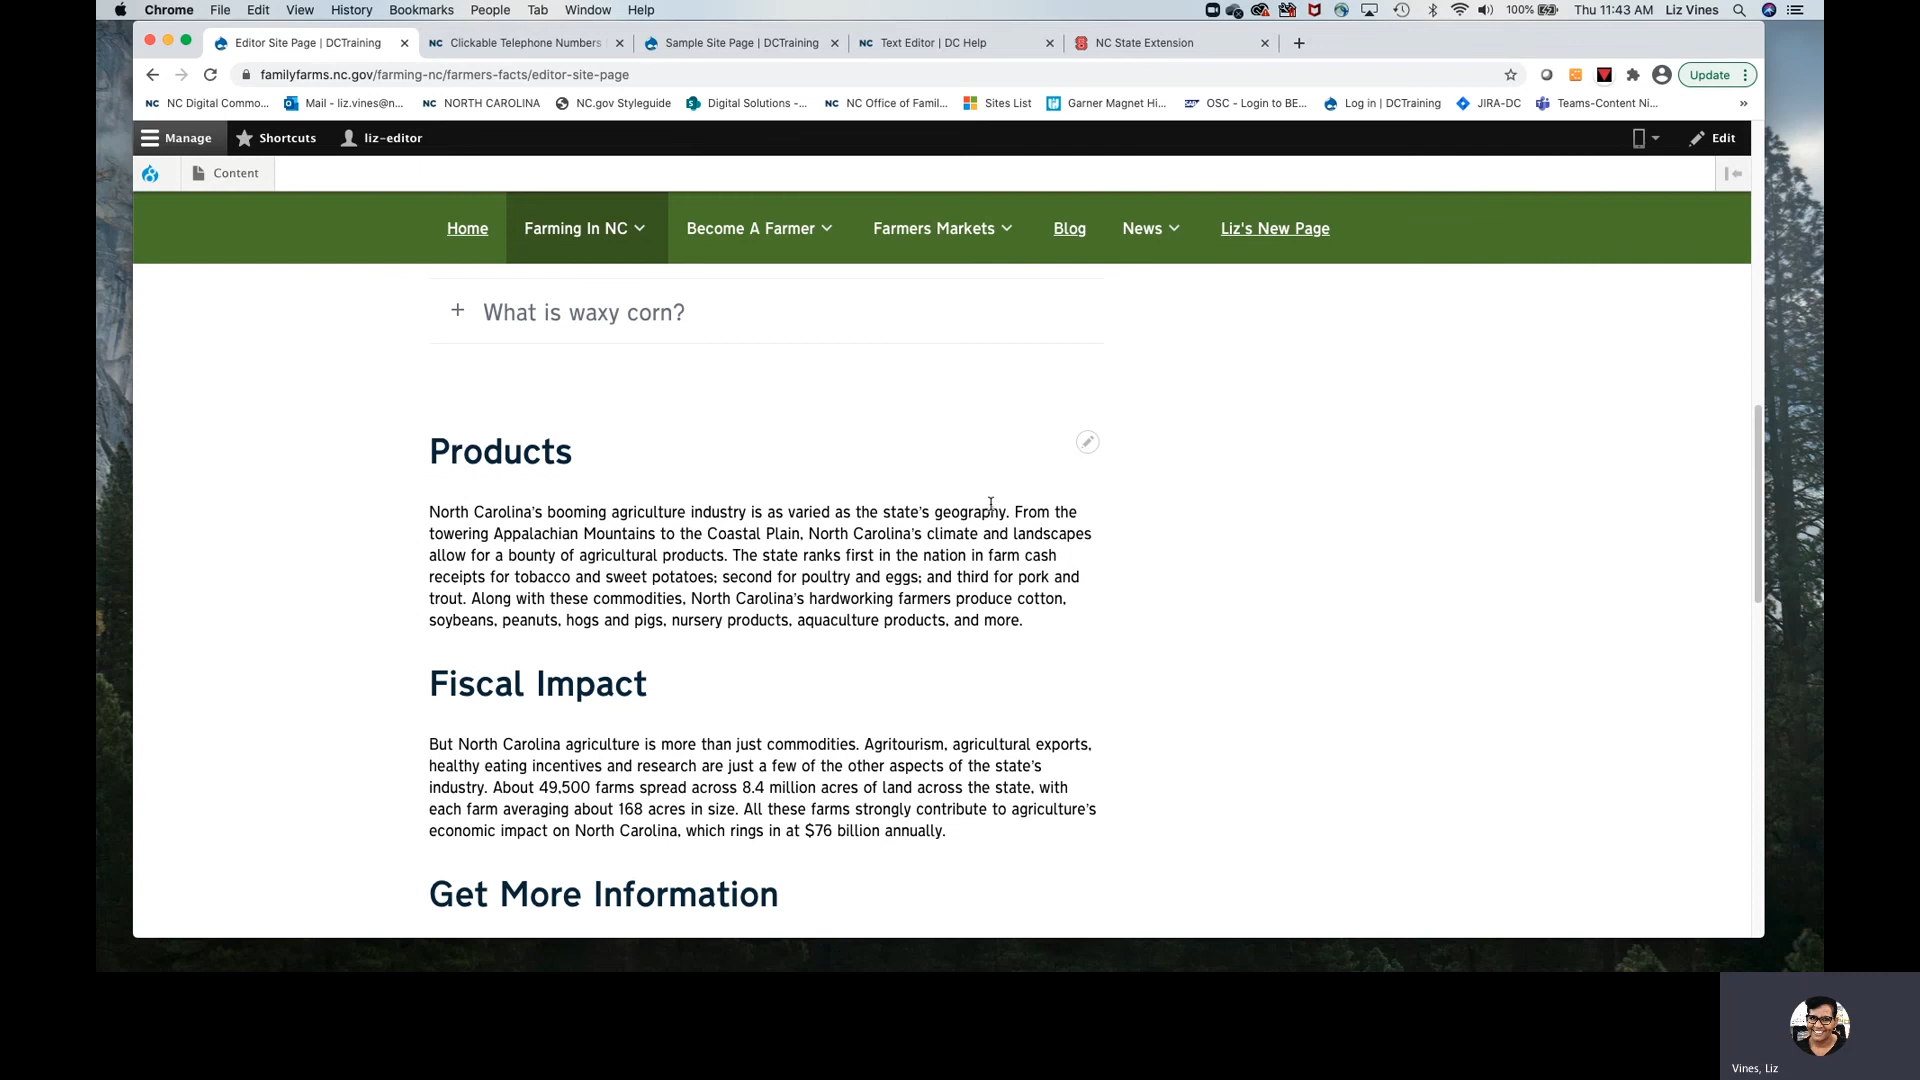 Chrome File Edit View History Bookmarks People Tab Window Help 100% Thu 11:43 AM Liz Vines
Editor Site Page | DCTraining Clickable Telephone Numbers Sample Site Page | DCTraining Text Editor | DC Help NC State Extension
familyfarms.nc.gov/farming-nc/farmers-facts/editor-site-page Update
NC Digital Commo... Mail - liz.vines@n... NORTH CAROLINA NC.gov Styleguide Digital Solutions -... NC Office of Famil... Sites List Garner Magnet Hi... OSC - Login to BE... Log in | DCTraining JIRA-DC Teams-Content Ni... »
Manage Shortcuts liz-editor Edit
Content
Home Farming In NC Become A Farmer Farmers Markets Blog News Liz's New Page
+ What is waxy corn?
Products
North Carolina's booming agriculture industry is as varied as the state's geography. From the
towering Appalachian Mountains to the Coastal Plain, North Carolina's climate and landscapes
allow for a bounty of agricultural products. The state ranks first in the nation in farm cash
receipts for tobacco and sweet potatoes; second for poultry and eggs; and third for pork and
trout. Along with these commodities, North Carolina's hardworking farmers produce cotton,
soybeans, peanuts, hogs and pigs, nursery products, aquaculture products, and more.
Fiscal Impact
But North Carolina agriculture is more than just commodities. Agritourism, agricultural exports,
healthy eating incentives and research are just a few of the other aspects of the state's
industry. About 49,500 farms spread across 8.4 million acres of land across the state, with
each farm averaging about 168 acres in size. All these farms strongly contribute to agriculture's
economic impact on North Carolina, which rings in at $76 billion annually.
Get More Information
Vines, Liz